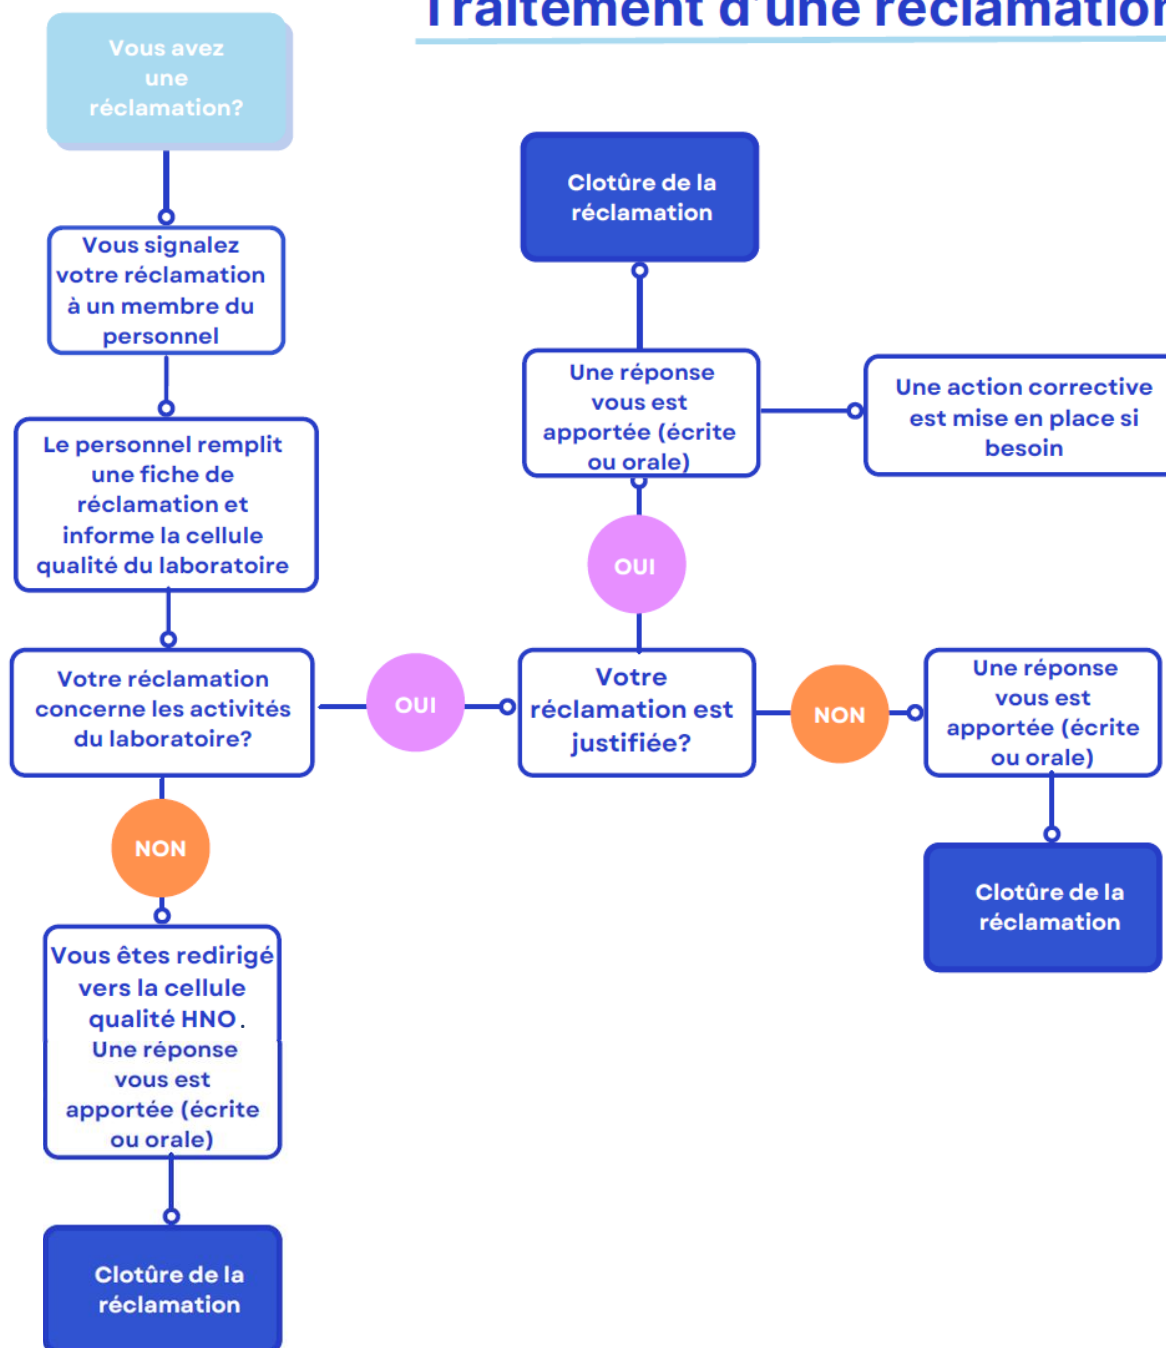 Traitement d'une réclamation
Vous avez
une
réclamation?
Vous signalez
votre réclamation
à un membre du
personnel
Le personnel remplit
une fiche de
réclamation et
informe la cellule
qualité du laboratoire
Votre réclamation
concerne les activités
du laboratoire?
NON
Vous êtes redirigé
vers la cellule
qualité HNO.
Une réponse
vous est
apportée (écrite
ou orale)
Clotûre de la
réclamation
OUI
Votre
réclamation est
justifiée?
OUI
Une réponse
vous est
apportée (écrite
ou orale)
Clotûre de la
réclamation
Une action corrective
est mise en place si
besoin
NON
Une réponse
vous est
apportée (écrite
ou orale)
Clotûre de la
réclamation